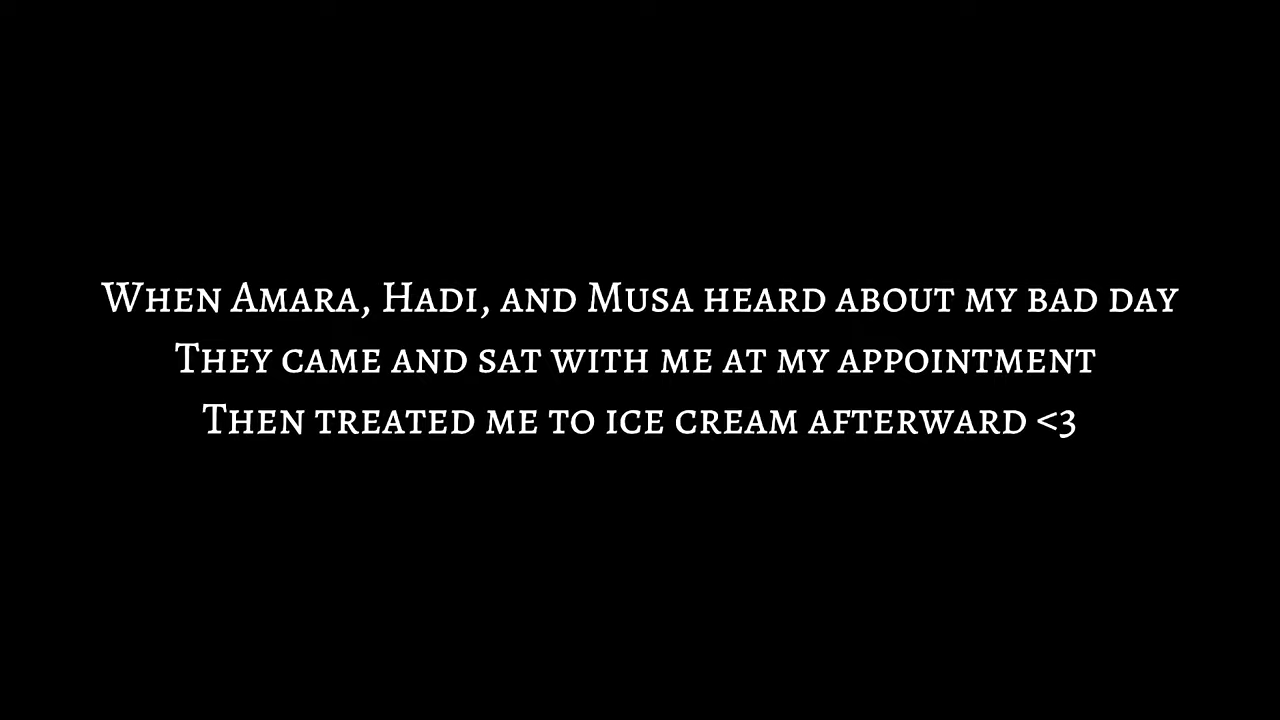 When Amara, Hadi, and Musa heard about my bad day
They came and sat with me at my appointment
Then treated me to ice cream afterward <3